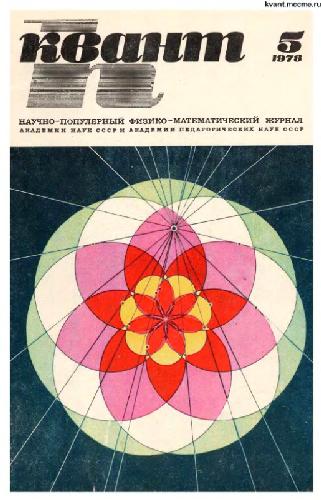 kvant.mccme.ru
квант 5
1978
НАУЧНО-ПОПУЛЯРНЫЙ ФИЗИКО-МАТЕМАТИЧЕСКИЙ ЖУРНАЛ
АКАДЕМИИ НАУК СССР И АКАДЕМИИ ПЕДАГОГИЧЕСКИХ НАУК СССР